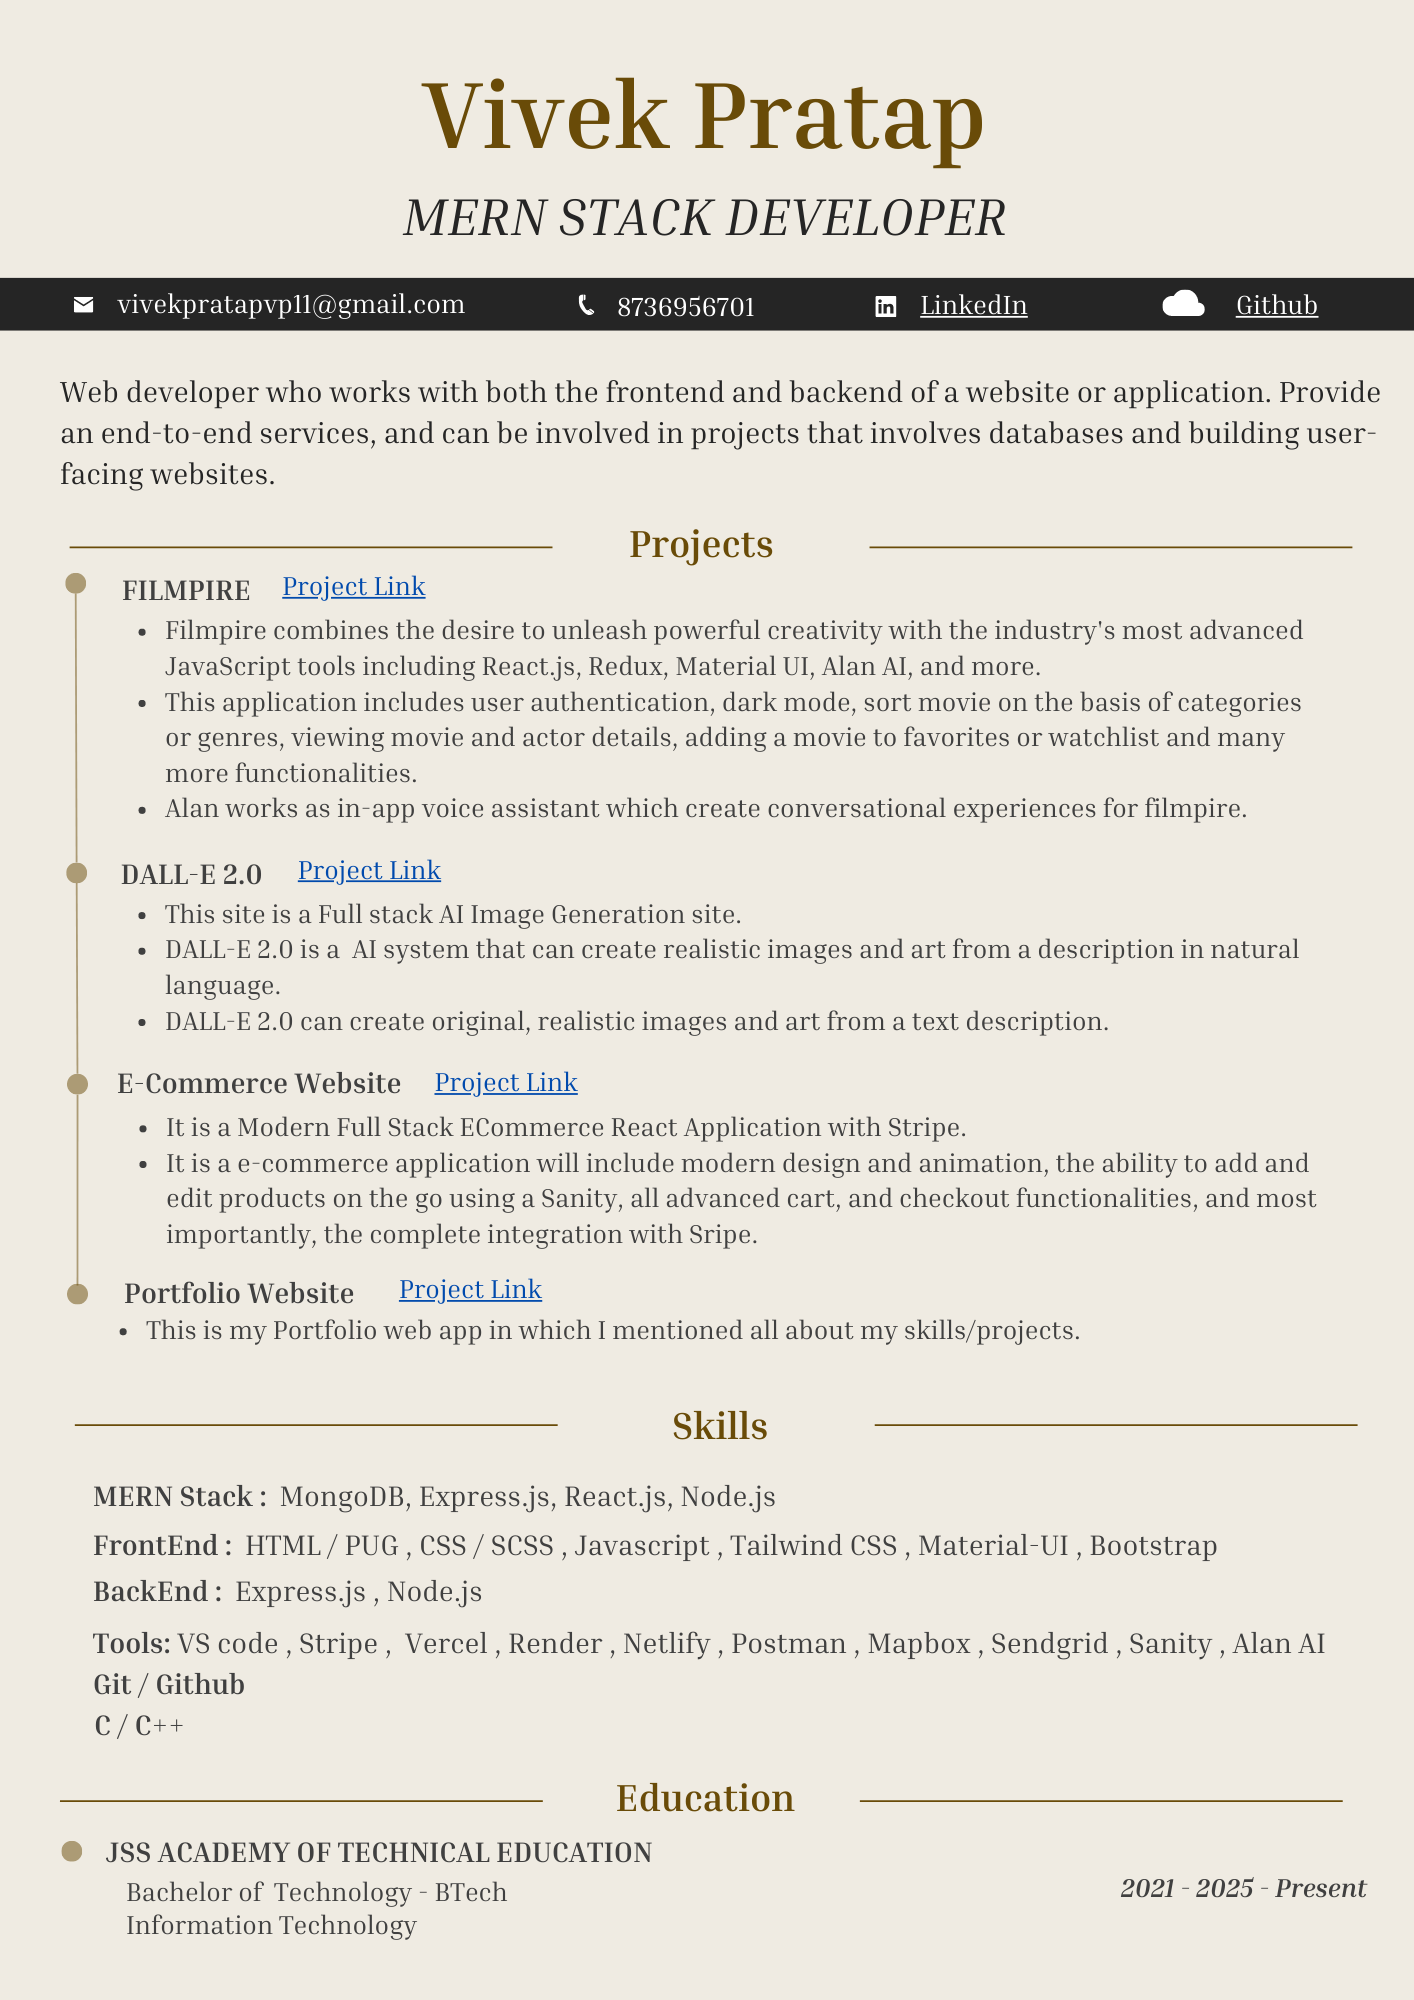 Vivek Pratap
MERN STACK DEVELOPER
vivekpratapvp11@gmail.com 8736956701 LinkedIn Github
Web developer who works with both the frontend and backend of a website or application. Provide
an end-to-end services, and can be involved in projects that involves databases and building user-
facing websites.
Projects
FILMPIRE Project Link
• Filmpire combines the desire to unleash powerful creativity with the industry's most advanced
JavaScript tools including React.js, Redux, Material UI, Alan AI, and more.
• This application includes user authentication, dark mode, sort movie on the basis of categories
or genres, viewing movie and actor details, adding a movie to favorites or watchlist and many
more functionalities.
• Alan works as in-app voice assistant which create conversational experiences for filmpire.
DALL-E 2.0 Project Link
• This site is a Full stack AI Image Generation site.
• DALL-E 2.0 is a  AI system that can create realistic images and art from a description in natural
language.
• DALL-E 2.0 can create original, realistic images and art from a text description.
E-Commerce Website Project Link
• It is a Modern Full Stack ECommerce React Application with Stripe.
• It is a e-commerce application will include modern design and animation, the ability to add and
edit products on the go using a Sanity, all advanced cart, and checkout functionalities, and most
importantly, the complete integration with Sripe.
Portfolio Website Project Link
• This is my Portfolio web app in which I mentioned all about my skills/projects.
Skills
MERN Stack : MongoDB, Express.js, React.js, Node.js
FrontEnd : HTML / PUG , CSS / SCSS , Javascript , Tailwind CSS , Material-UI , Bootstrap
BackEnd : Express.js , Node.js
Tools: VS code , Stripe , Vercel , Render , Netlify , Postman , Mapbox , Sendgrid , Sanity , Alan AI
Git / Github
C / C++
Education
JSS ACADEMY OF TECHNICAL EDUCATION
Bachelor of  Technology - BTech
2021 - 2025 - Present
Information Technology